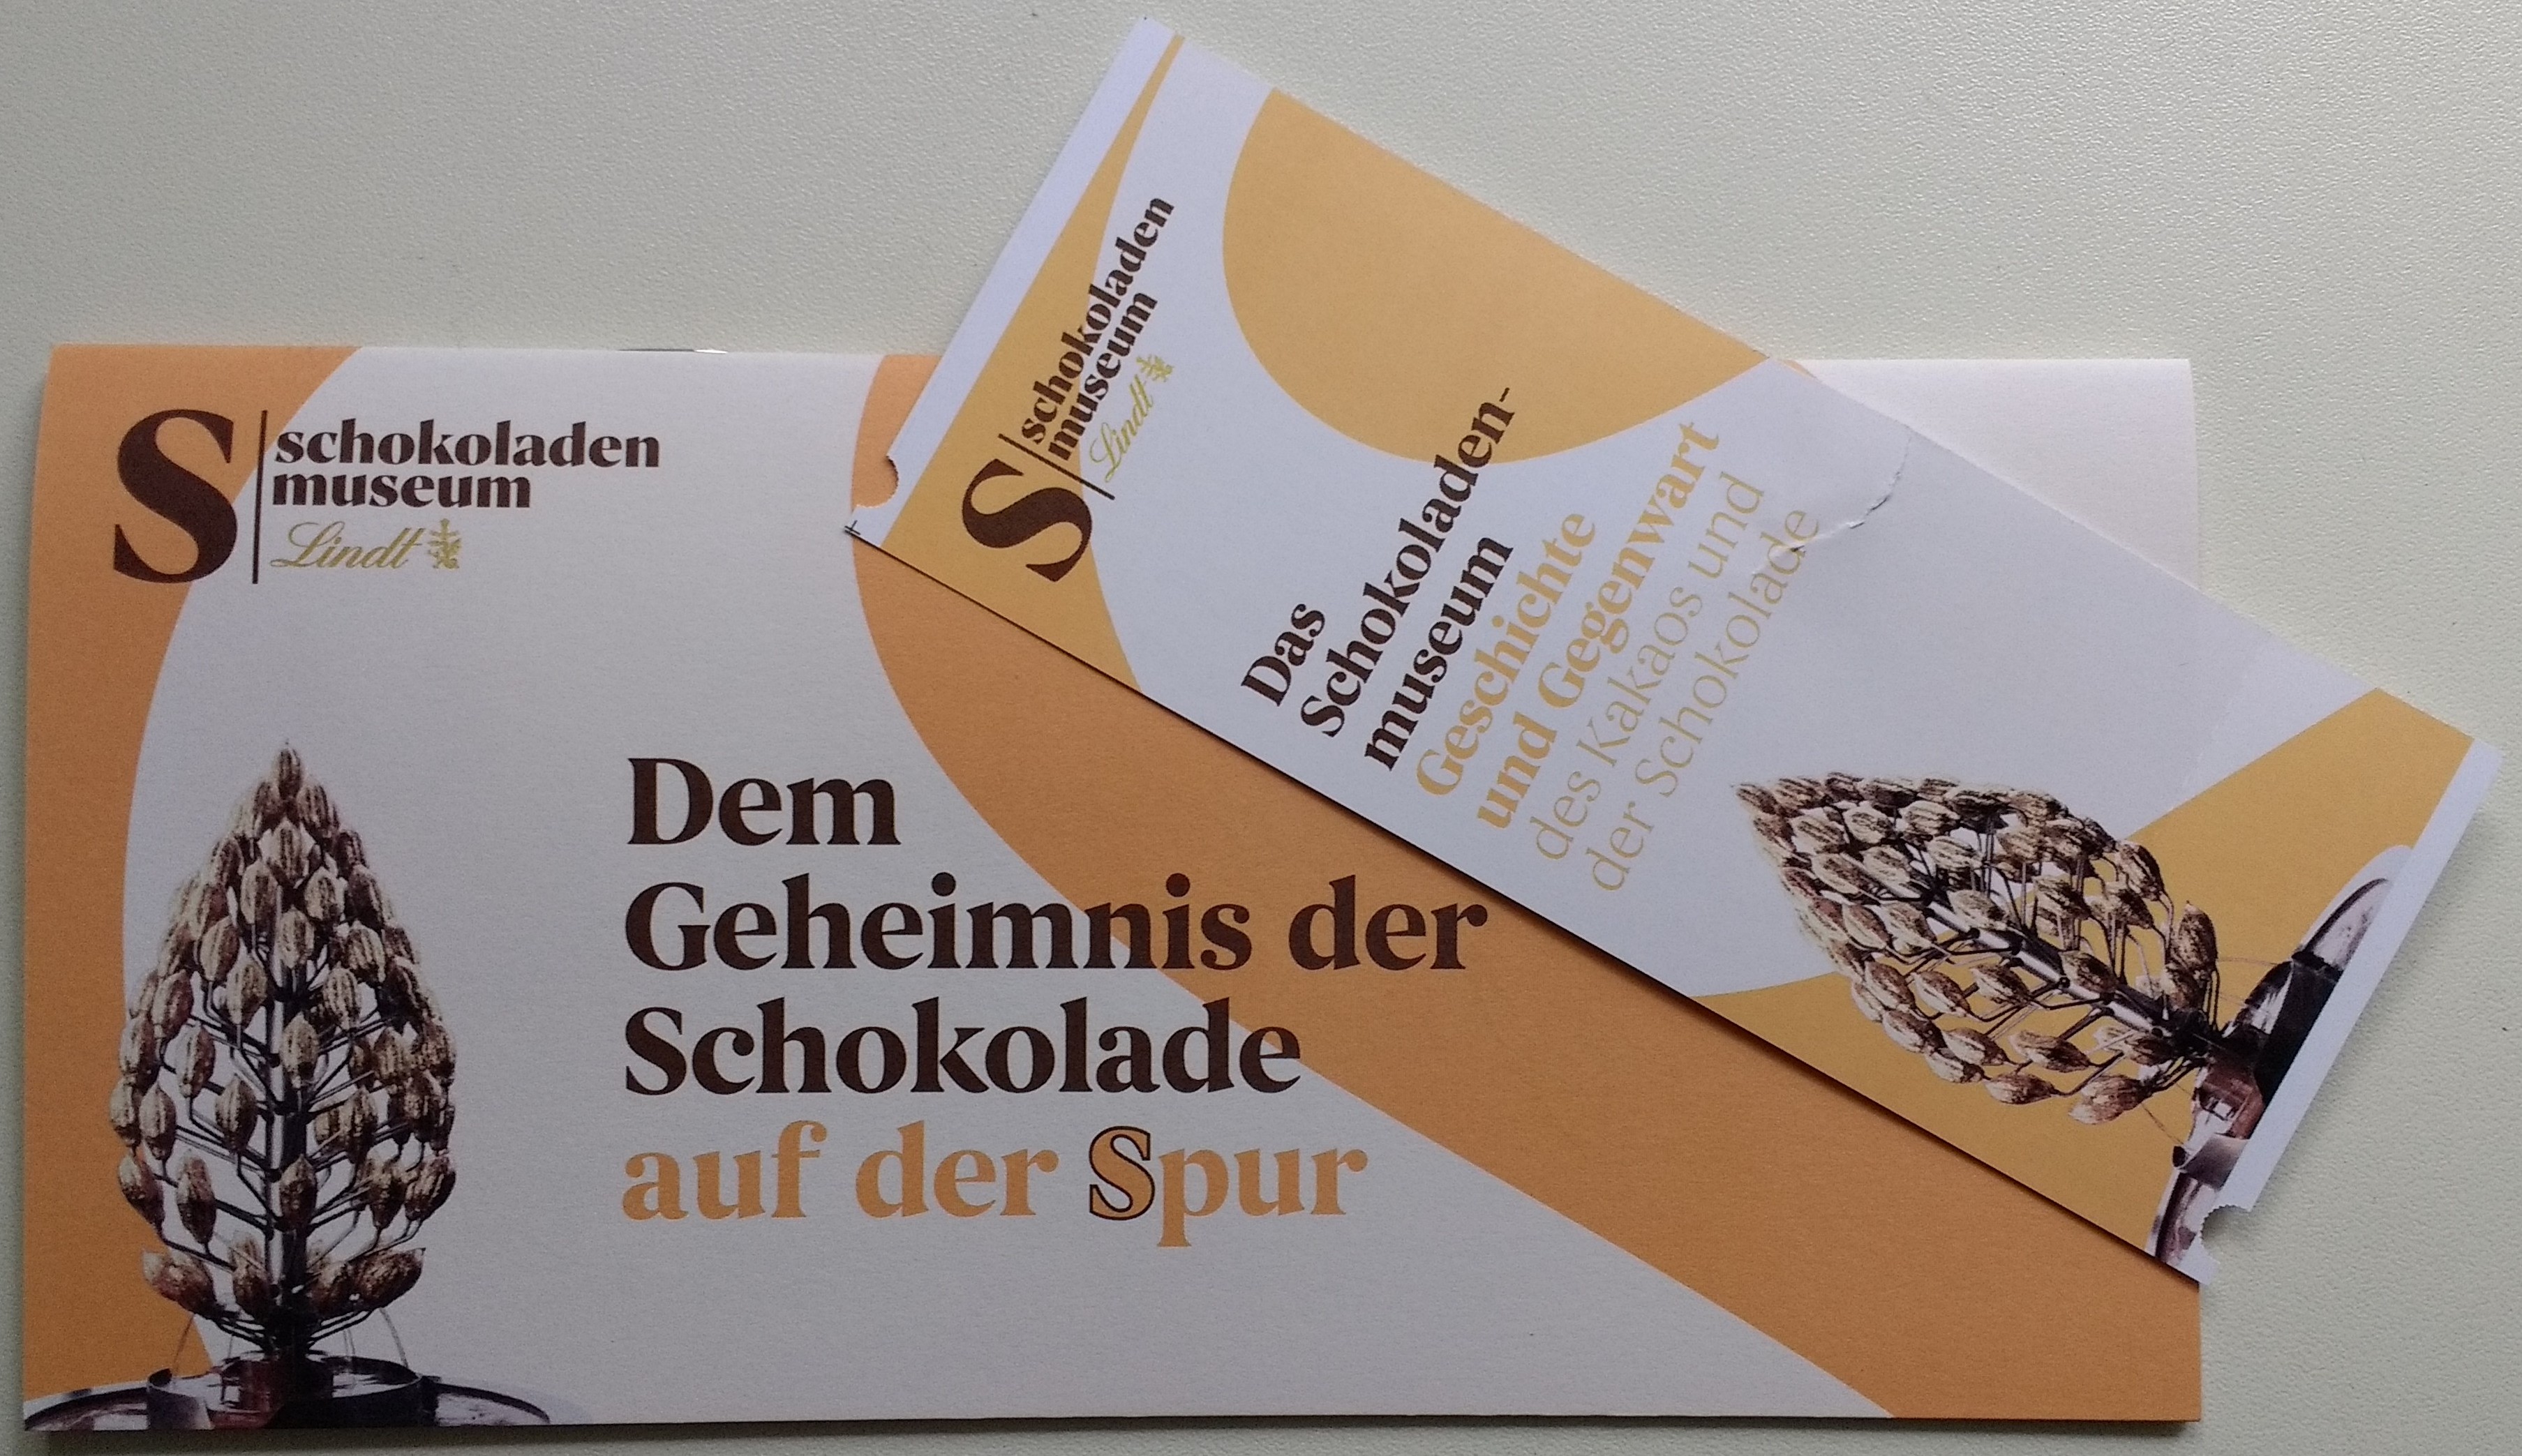 S
schokoladen
museum
Lindt
Dem
Geheimnis der
Schokolade
auf der Spur
S
schokoladen
museum
Lindt
Das
Schokoladen-
museum
Geschichte
und Gegenwart
des Kakaos und
der Schokolade